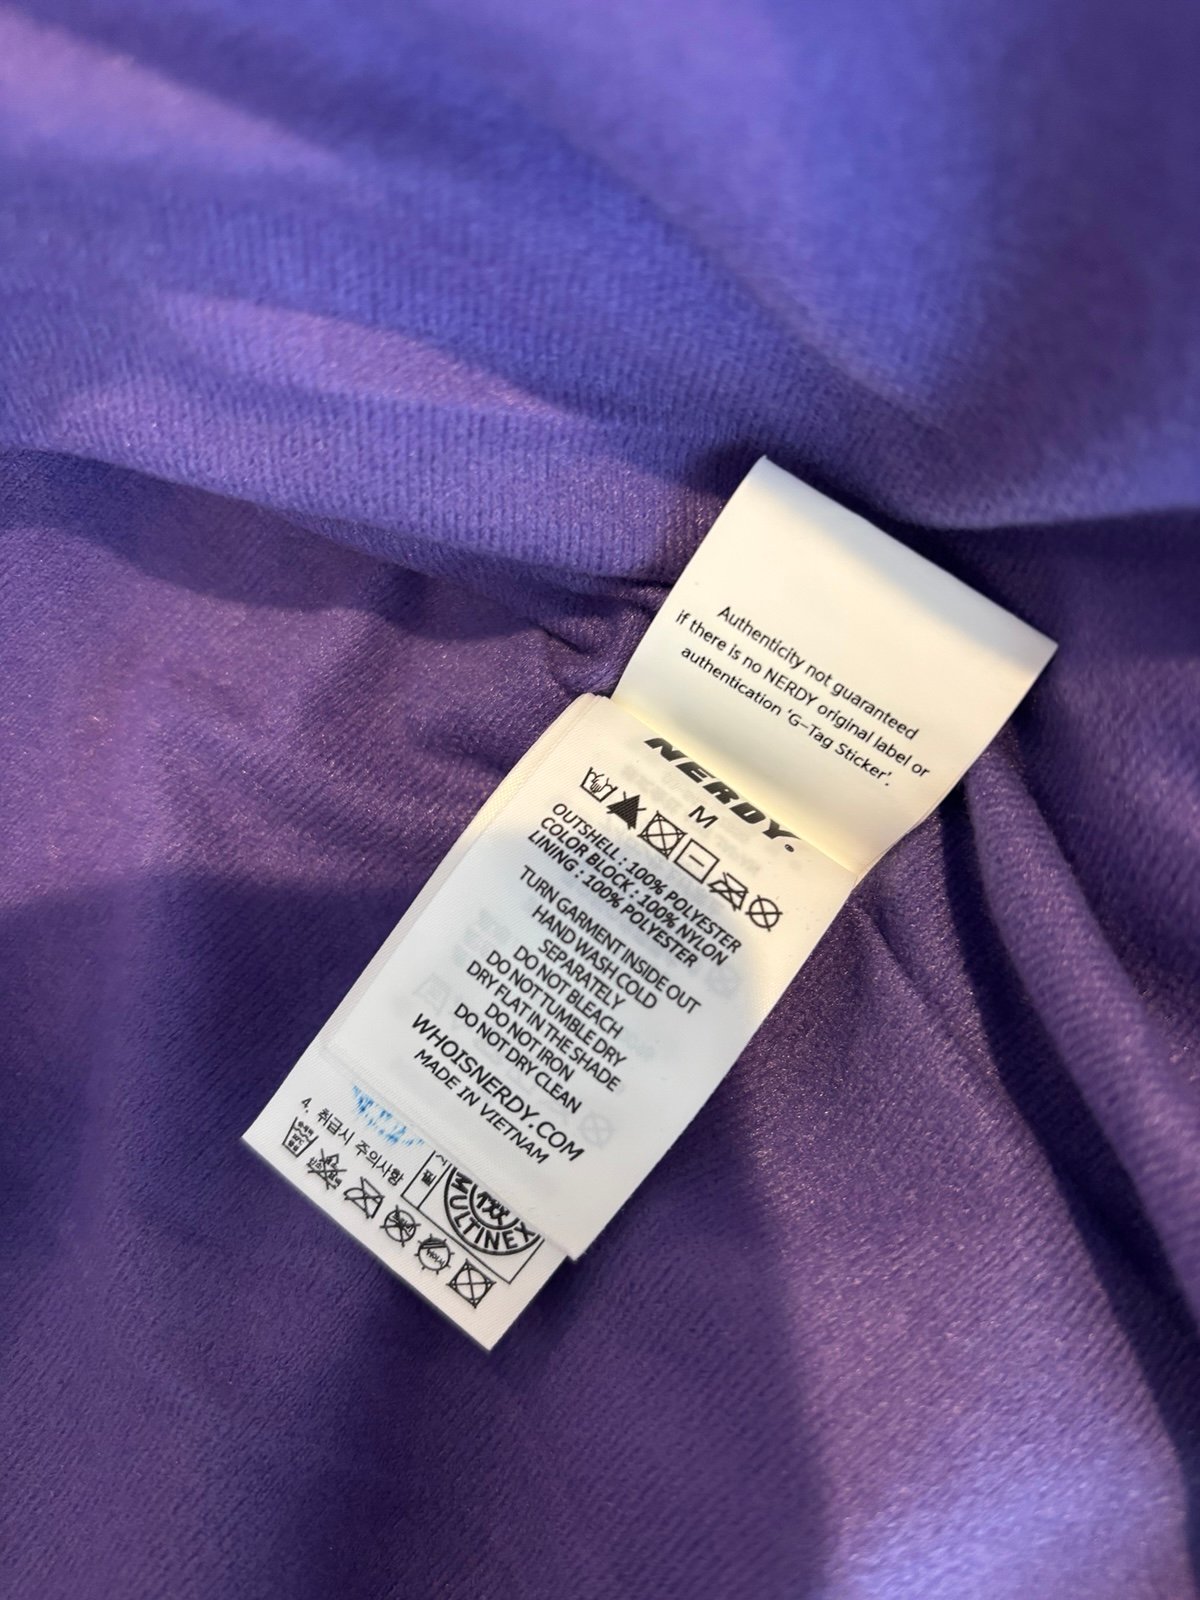 Authenticity not guaranteed
if there is no NERDY original label or
authentication 'G-Tag Sticker'.
NERDY.
M
OUTSHELL : 100% POLYESTER
COLOR BLOCK : 100% NYLON
LINING : 100% POLYESTER
TURN GARMENT INSIDE OUT
HAND WASH COLD
SEPARATELY
DO NOT BLEACH
DO NOT TUMBLE DRY
DRY FLAT IN THE SHADE
DO NOT IRON
DO NOT DRY CLEAN
WHOISNERDY.COM
MADE IN VIETNAM
4. 취급시 주의사항
MULTINEX